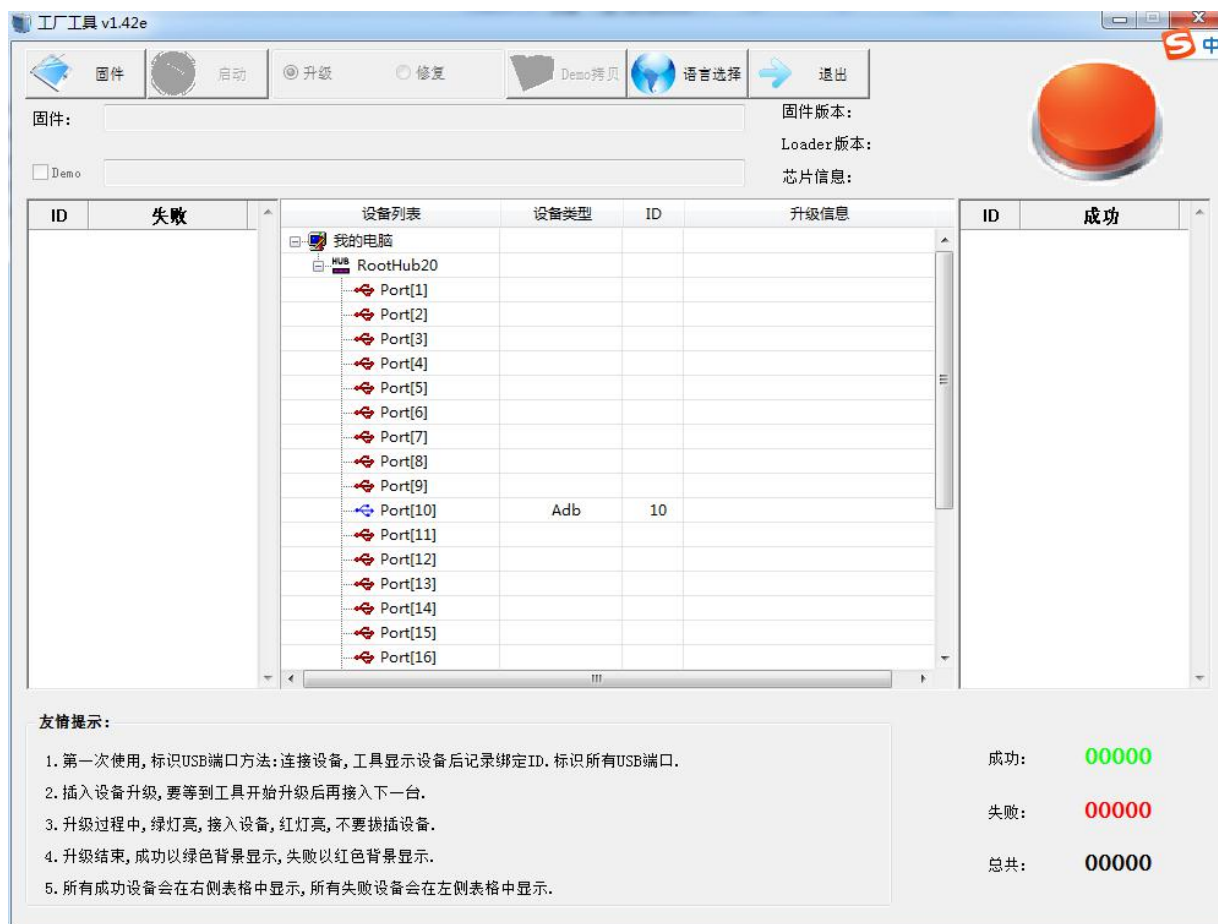 工厂工具 v1.42e
中
固件
启动
升级
修复
Demo拷贝
语言选择
退出
固件:
固件版本:
Loader版本:
Demo
芯片信息:
ID 失败
设备列表 设备类型 ID 升级信息
ID 成功
我的电脑
HUB RootHub20
Port[1]
Port[2]
Port[3]
Port[4]
Port[5]
Port[6]
Port[7]
Port[8]
Port[9]
Port[10] Adb 10
Port[11]
Port[12]
Port[13]
Port[14]
Port[15]
Port[16]
友情提示:
1.第一次使用,标识USB端口方法:连接设备,工具显示设备后记录绑定ID.标识所有USB端口.
2.插入设备升级,要等到工具开始升级后再接入下一台.
3.升级过程中,绿灯亮,接入设备,红灯亮,不要拔插设备.
4.升级结束,成功以绿色背景显示,失败以红色背景显示.
5.所有成功设备会在右侧表格中显示,所有失败设备会在左侧表格中显示.
成功: 00000
失败: 00000
总共: 00000